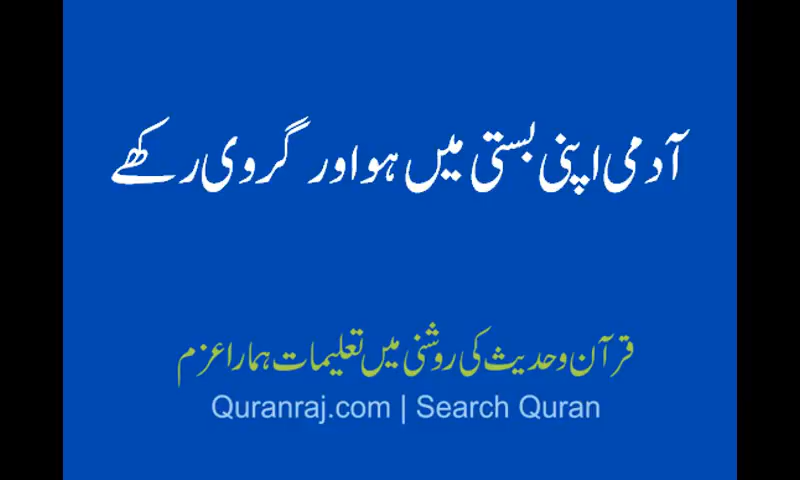 آدمی اپنی بستی میں ہو اور گروی رکھے
قرآن و حدیث کی روشنی میں تعلیمات ہمارا عزم
Quranraj.com | Search Quran